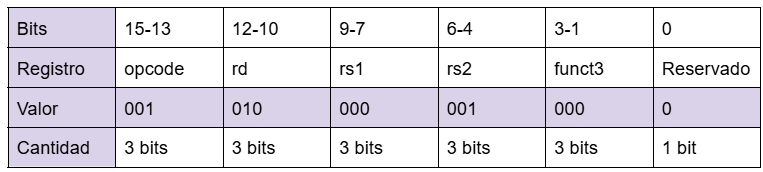 Bits 15-13 12-10 9-7 6-4 3-1 0
Registro opcode rd rs1 rs2 funct3 Reservado
Valor 001 010 000 001 000 0
Cantidad 3 bits 3 bits 3 bits 3 bits 3 bits 1 bit